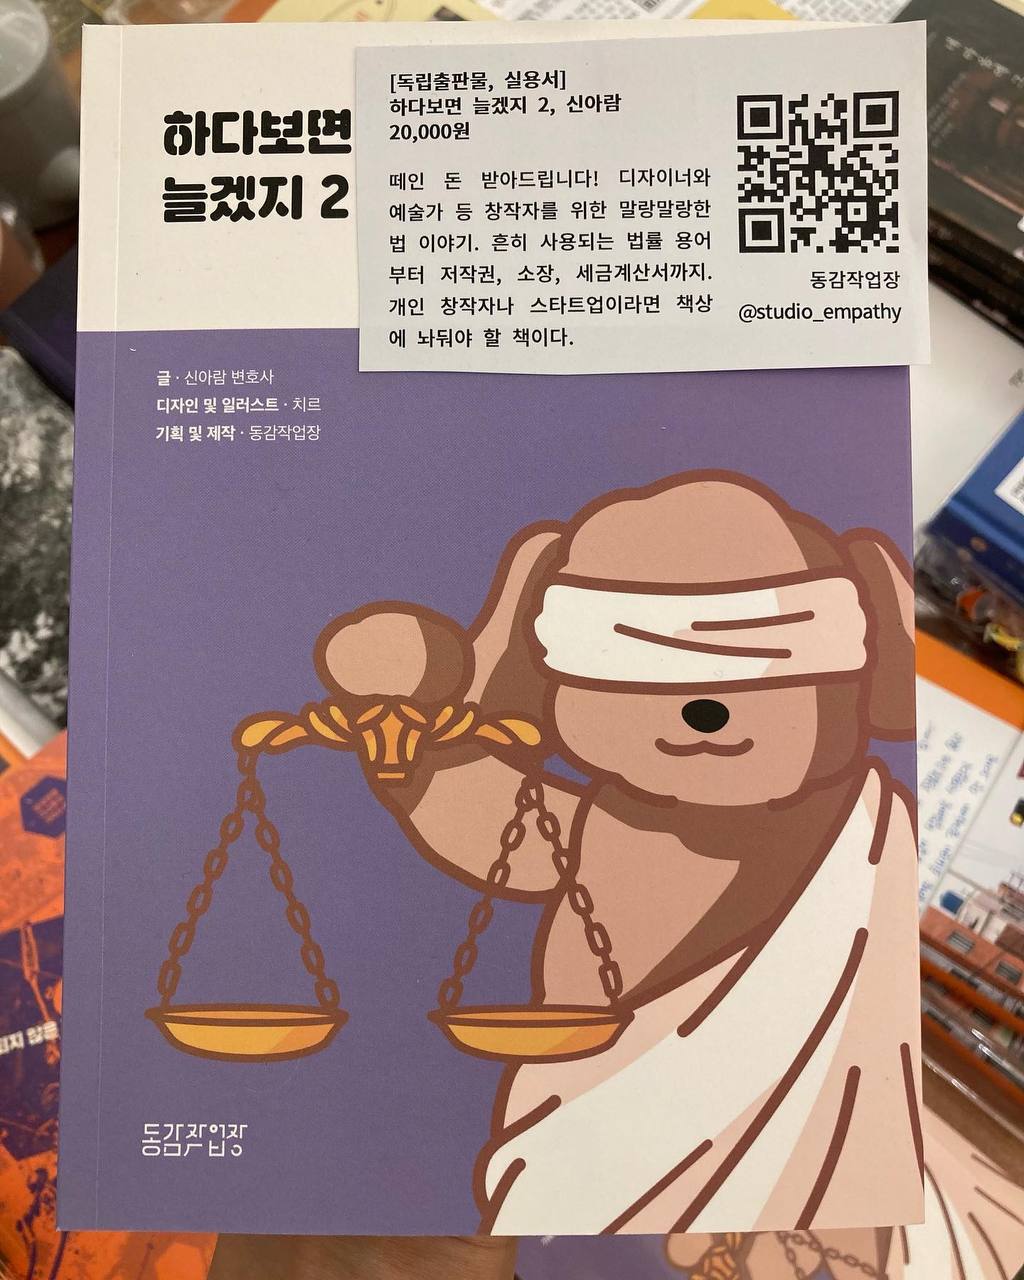 하다보면
늘겠지 2
[독립출판물, 실용서]
하다보면 늘겠지 2, 신아람
20,000원
떼인 돈 받아드립니다! 디자이너와
예술가 등 창작자를 위한 말랑말랑한
법 이야기. 흔히 사용되는 법률 용어
부터 저작권, 소장, 세금계산서까지.
개인 창작자나 스타트업이라면 책상
에 놔둬야 할 책이다.
동감작업장
@studio_empathy
글 · 신아람 변호사
디자인 및 일러스트 · 치르
기획 및 제작 · 동감작업장
동감작업장